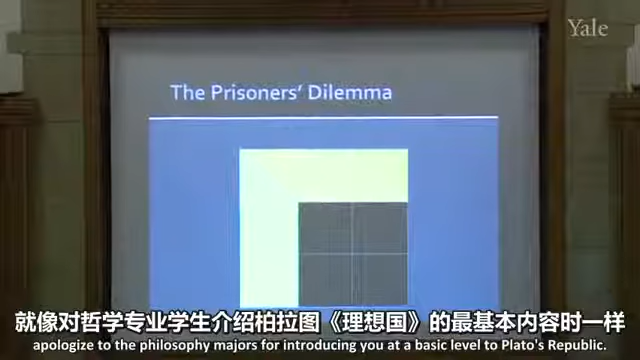 Yale
The Prisoners' Dilemma
就像对哲学专业学生介绍柏拉图《理想国》的最基本内容时一样
apologize to the philosophy majors for introducing you at a basic level to Plato's Republic.